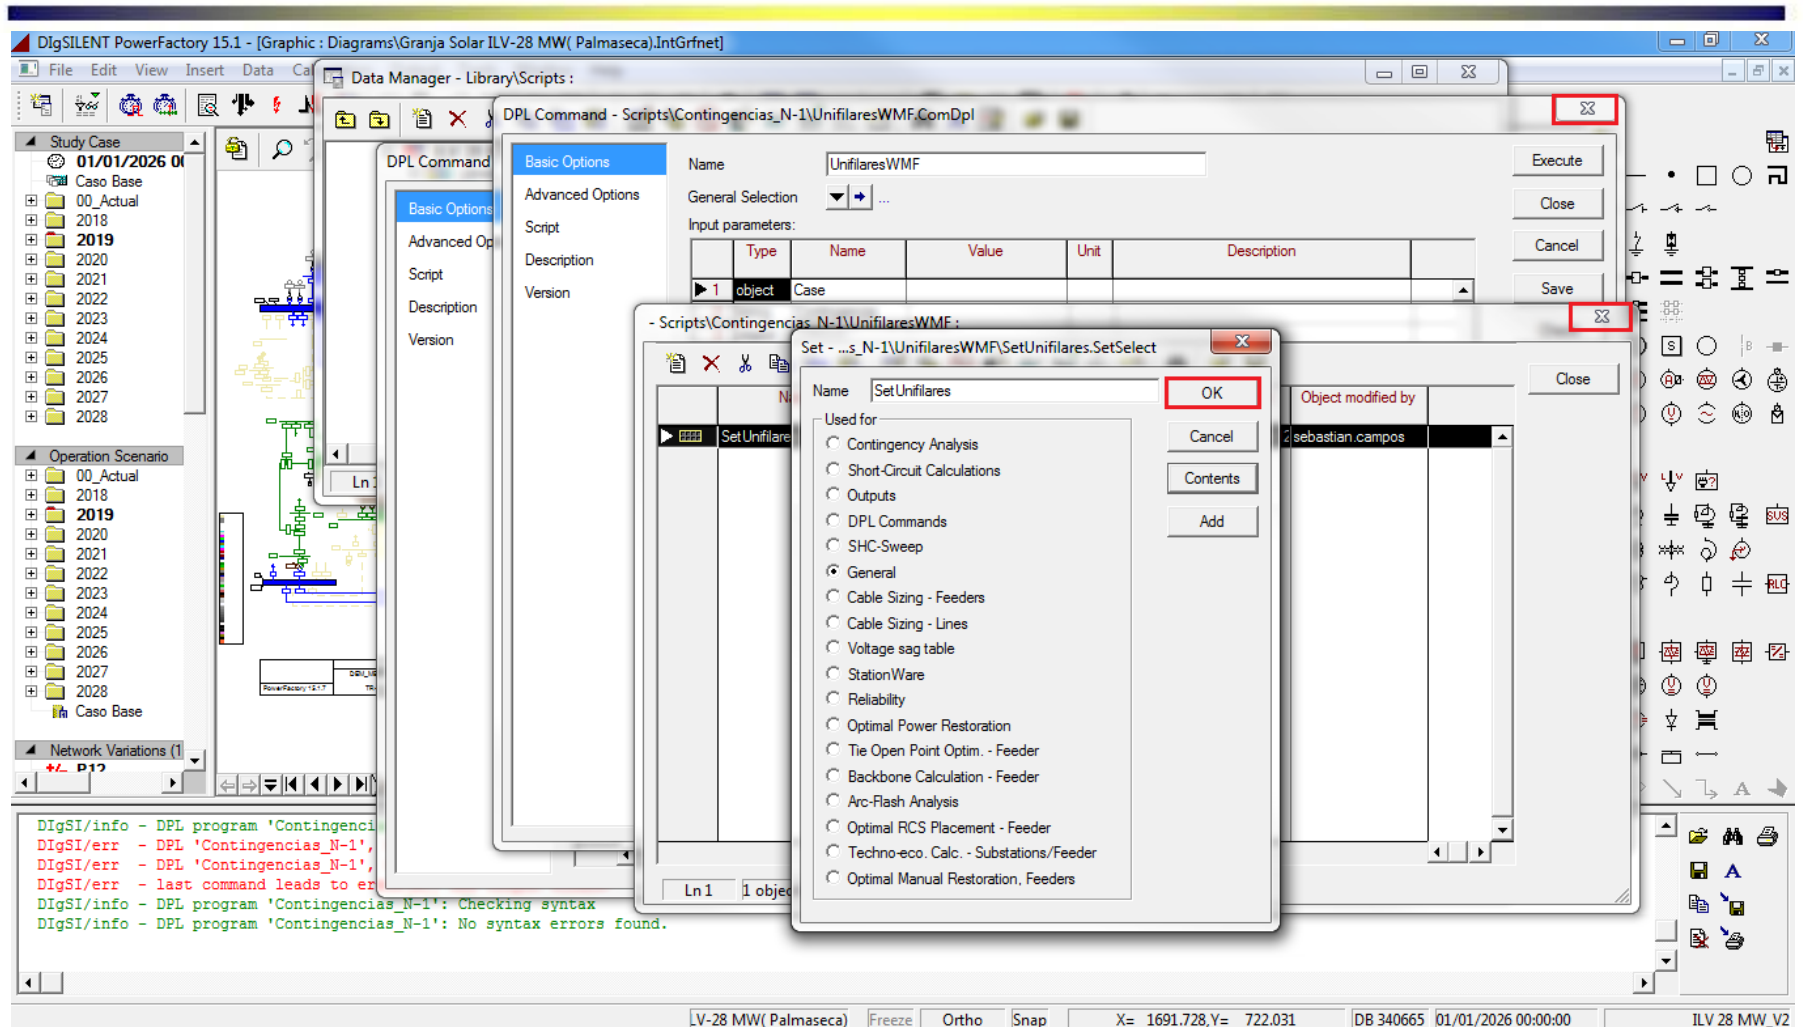 DIgSILENT PowerFactory 15.1 - [Graphic : Diagrams\Granja Solar ILV-28 MW( Palmaseca).IntGrfnet]
File Edit View Insert Data
Data Manager - Library\Scripts :
DPL Command - Scripts\Contingencias_N-1\UnifilaresWMF.ComDpl
DPL Command
Basic Options
Advanced Options
Script
Description
Version
Name UnifilaresWMF
General Selection ...
Input parameters:
Type Name Value Unit Description
1 object Case
Execute
Close
Cancel
Save
Basic Options
Advanced Op
Script
Description
Version
Ln
Study Case
01/01/2026 00
Caso Base
00_Actual
2018
2019
2020
2021
2022
2023
2024
2025
2026
2027
2028
Operation Scenario
00_Actual
2018
2019
2020
2021
2022
2023
2024
2025
2026
2027
2028
Caso Base
Network Variations (1
PowerFactory 15.1.7
- Scripts\Contingencias_N-1\UnifilaresWMF :
Object modified by
SetUnifilare
sebastian.campos
Close
Ln 1 1 objec
Set - ...s_N-1\UnifilaresWMF\SetUnifilares.SetSelect
Name SetUnifilares
OK
Cancel
Contents
Add
Used for
Contingency Analysis
Short-Circuit Calculations
Outputs
DPL Commands
SHC-Sweep
General
Cable Sizing - Feeders
Cable Sizing - Lines
Voltage sag table
StationWare
Reliability
Optimal Power Restoration
Tie Open Point Optim. - Feeder
Backbone Calculation - Feeder
Arc-Flash Analysis
Optimal RCS Placement - Feeder
Techno-eco. Calc. - Substations/Feeder
Optimal Manual Restoration, Feeders
DIgSI/info - DPL program 'Contingenci
DIgSI/err - DPL 'Contingencias_N-1',
DIgSI/err - DPL 'Contingencias_N-1',
DIgSI/err - last command leads to er
DIgSI/info - DPL program 'Contingencias_N-1': Checking syntax
DIgSI/info - DPL program 'Contingencias_N-1': No syntax errors found.
LV-28 MW( Palmaseca) Freeze Ortho Snap X= 1691.728,Y= 722.031 DB 340665 01/01/2026 00:00:00 ILV 28 MW_V2